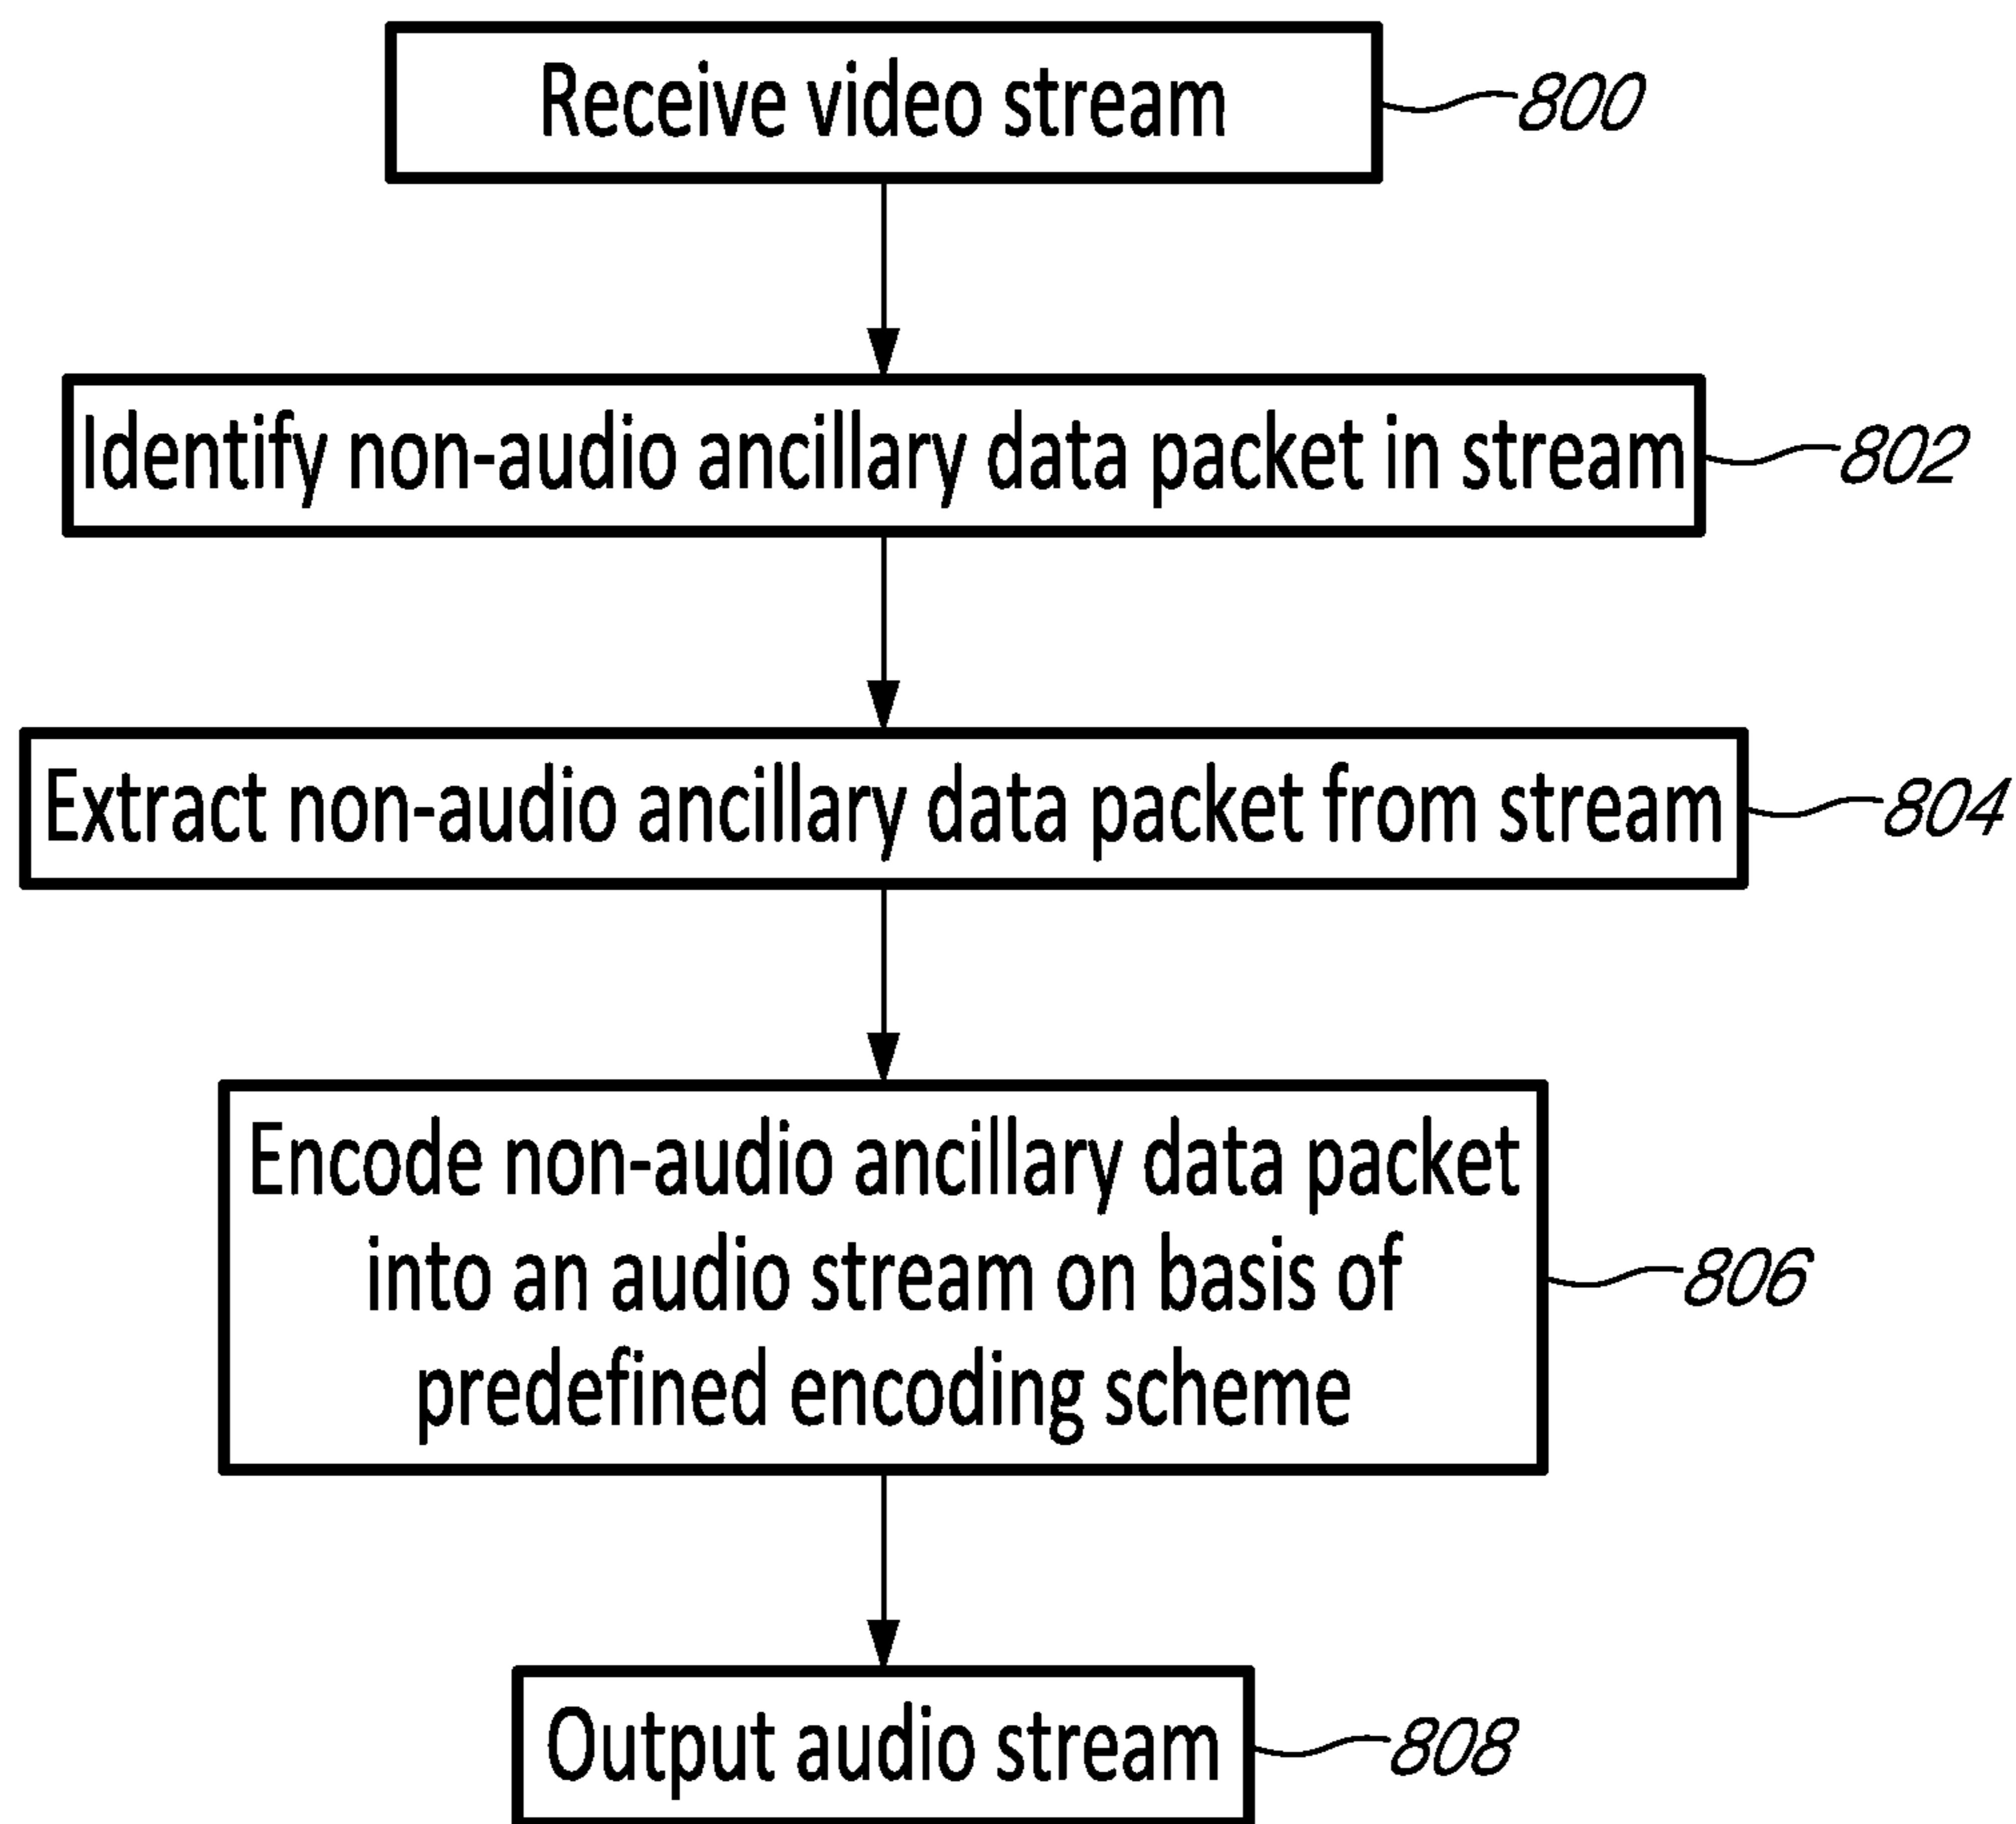 Receive video stream
800
Identify non-audio ancillary data packet in stream
802
Extract non-audio ancillary data packet from stream
804
Encode non-audio ancillary data packet
into an audio stream on basis of
predefined encoding scheme
806
Output audio stream
808